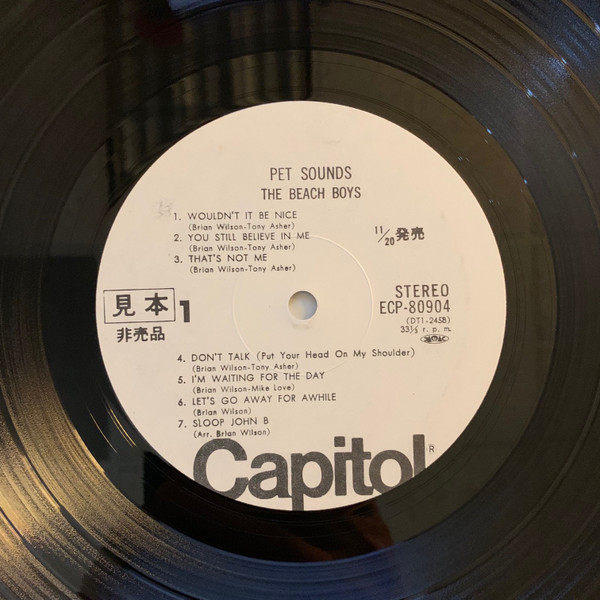 PET SOUNDS
THE BEACH BOYS
1. WOULDN'T IT BE NICE
(Brian Wilson-Tony Asher)
2. YOU STILL BELIEVE IN ME
(Brian Wilson-Tony Asher)
3. THAT'S NOT ME
(Brian Wilson-Tony Asher)
11/20 発売
見本 1
非売品
STEREO
ECP-80904
(DT1-2458)
33⅓ r. p. m.
4. DON'T TALK (Put Your Head On My Shoulder)
(Brian Wilson-Tony Asher)
5. I'M WAITING FOR THE DAY
(Brian Wilson-Mike Love)
6. LET'S GO AWAY FOR AWHILE
(Brian Wilson)
7. SLOOP JOHN B
(Arr. Brian Wilson)
Capitol®